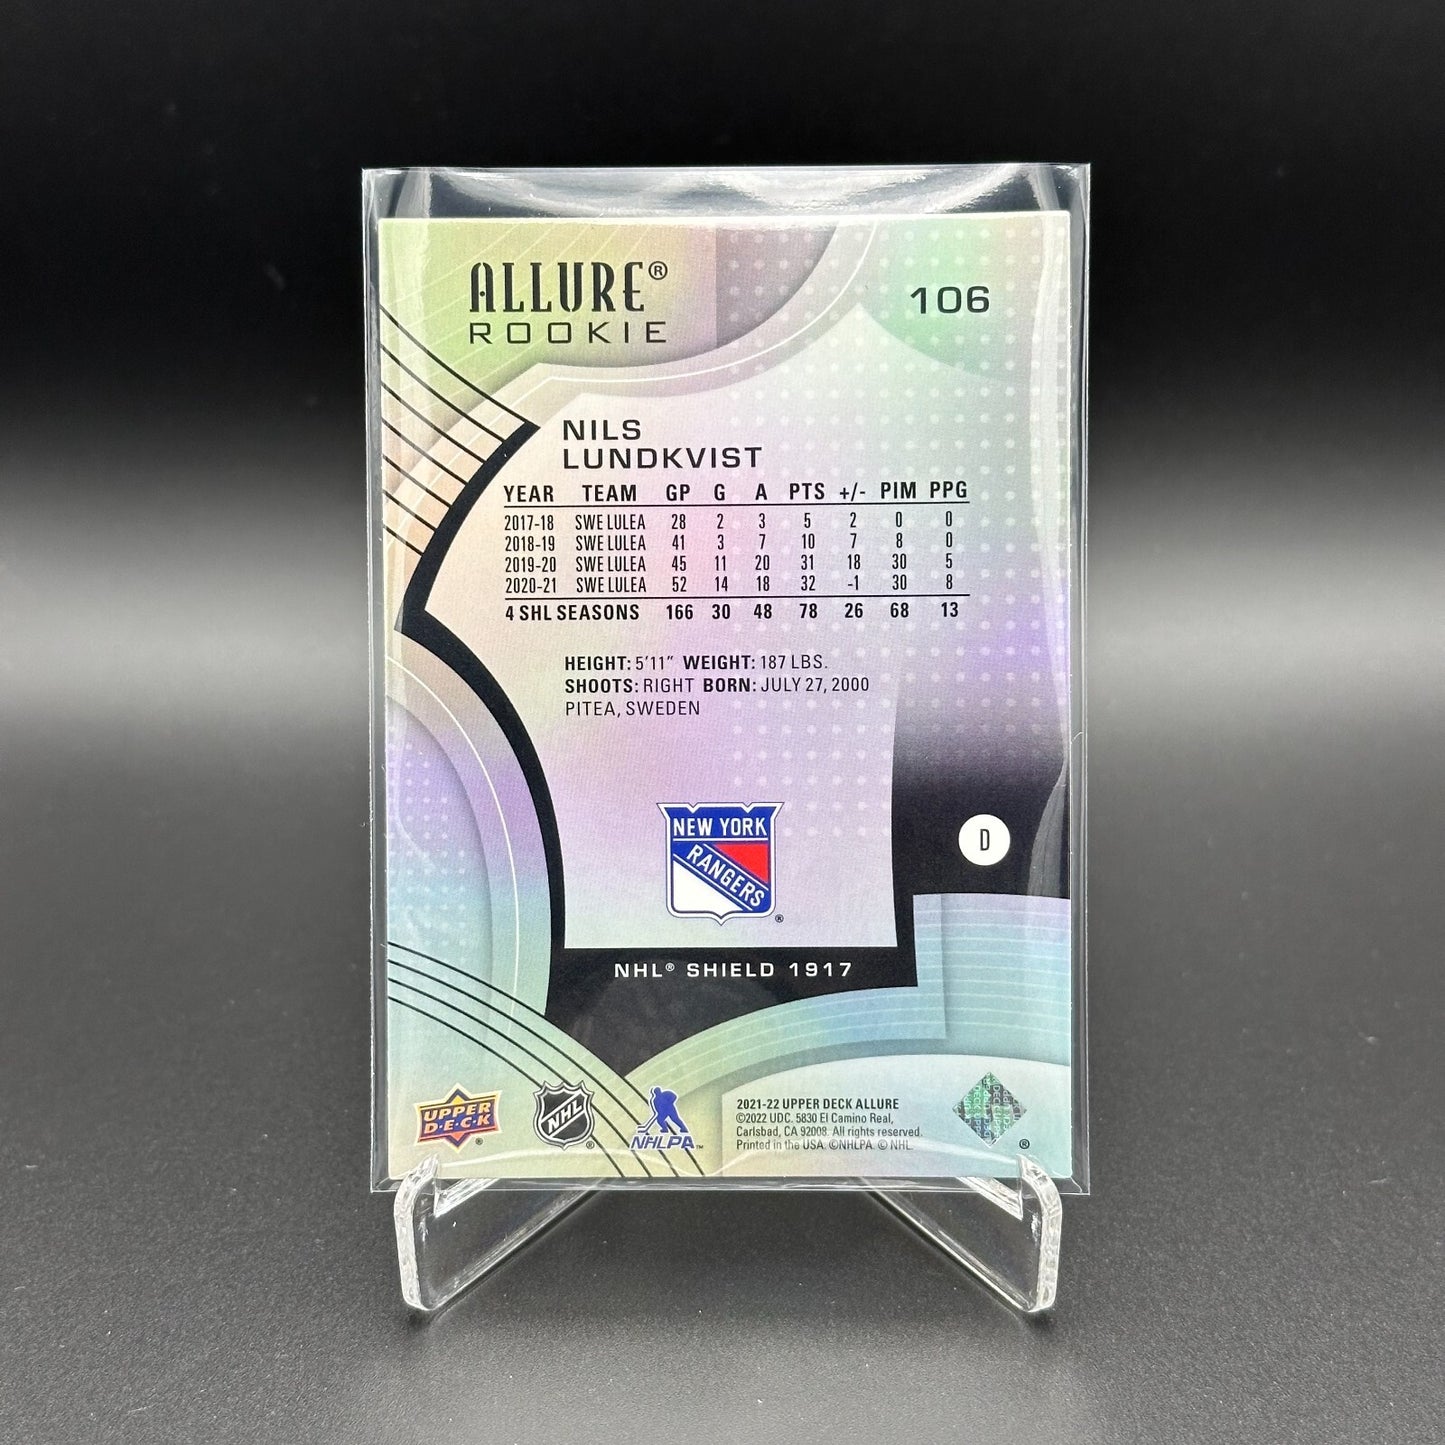 ALLURE®
ROOKIE
106
NILS
LUNDKVIST
YEAR TEAM GP G A PTS +/- PIM PPG
2017-18 SWE LULEA 28 2 3 5 2 0 0
2018-19 SWE LULEA 41 3 7 10 7 8 0
2019-20 SWE LULEA 45 11 20 31 18 30 5
2020-21 SWE LULEA 52 14 18 32 -1 30 8
4 SHL SEASONS 166 30 48 78 26 68 13
HEIGHT: 5'11" WEIGHT: 187 LBS.
SHOOTS: RIGHT BORN: JULY 27, 2000
PITEA, SWEDEN
NEW YORK
RANGERS
®
D
NHL® SHIELD 1917
UPPER
D·E·C·K
®
NHL
®
NHLPA™
2021-22 UPPER DECK ALLURE
©2022 UDC. 5830 El Camino Real,
Carlsbad, CA 92008. All rights reserved.
Printed in the USA. ©NHLPA. © NHL.
®